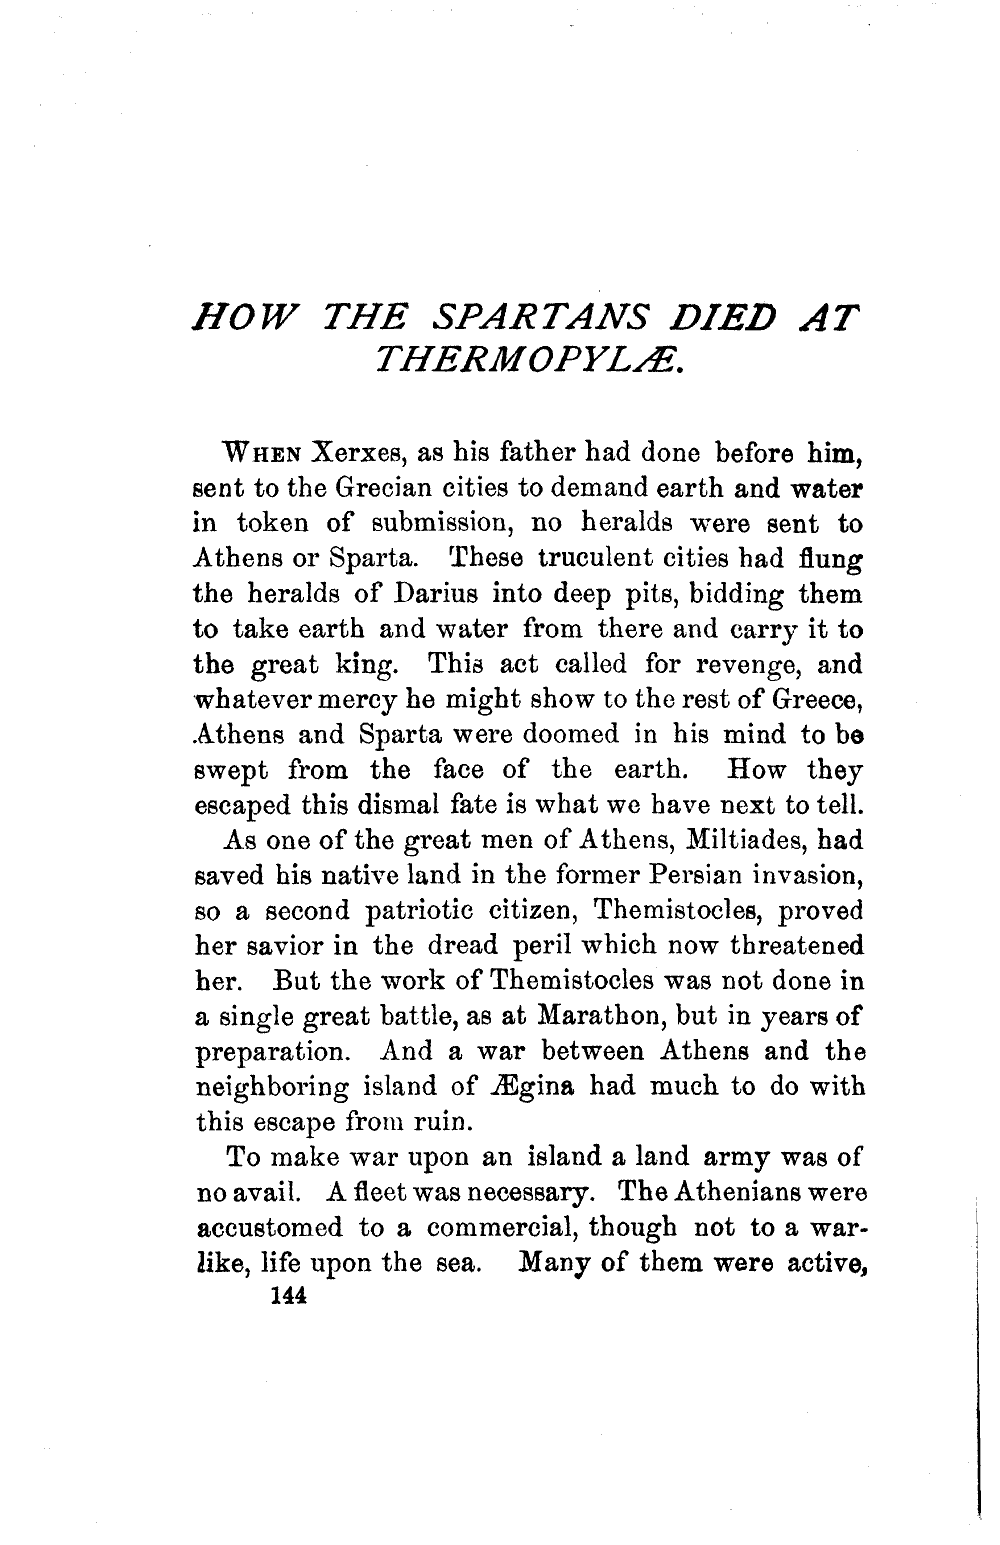 HOW THE SPARTANS DIED AT
THERMOPYLÆ.
WHEN Xerxes, as his father had done before him,
sent to the Grecian cities to demand earth and water
in token of submission, no heralds were sent to
Athens or Sparta. These truculent cities had flung
the heralds of Darius into deep pits, bidding them
to take earth and water from there and carry it to
the great king. This act called for revenge, and
whatever mercy he might show to the rest of Greece,
Athens and Sparta were doomed in his mind to be
swept from the face of the earth. How they
escaped this dismal fate is what we have next to tell.
As one of the great men of Athens, Miltiades, had
saved his native land in the former Persian invasion,
so a second patriotic citizen, Themistocles, proved
her savior in the dread peril which now threatened
her. But the work of Themistocles was not done in
a single great battle, as at Marathon, but in years of
preparation. And a war between Athens and the
neighboring island of Ægina had much to do with
this escape from ruin.
To make war upon an island a land army was of
no avail. A fleet was necessary. The Athenians were
accustomed to a commercial, though not to a war-
like, life upon the sea. Many of them were active,
144